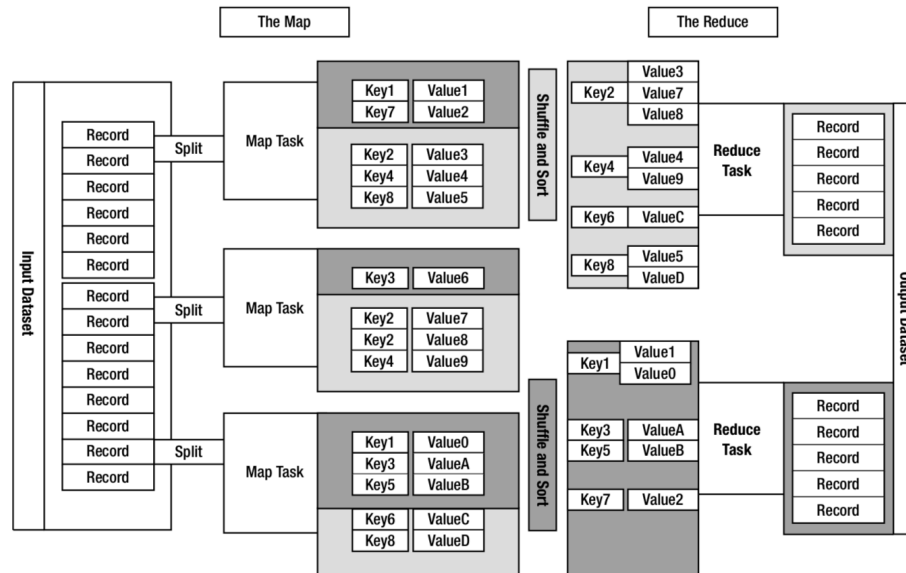 The Map
The Reduce
Input Dataset
Record
Record
Record
Record
Record
Record
Record
Record
Record
Record
Record
Record
Record
Record
Split
Split
Split
Map Task
Key1 Value1
Key7 Value2
Key2 Value3
Key4 Value4
Key8 Value5
Map Task
Key3 Value6
Key2 Value7
Key2 Value8
Key4 Value9
Map Task
Key1 Value0
Key3 ValueA
Key5 ValueB
Key6 ValueC
Key8 ValueD
Shuffle and Sort
Shuffle and Sort
Value3
Key2 Value7
Value8
Key4 Value4
Value9
Key6 ValueC
Key8 Value5
ValueD
Reduce
Task
Record
Record
Record
Record
Record
Key1 Value1
Value0
Key3 ValueA
Key5 ValueB
Key7 Value2
Reduce
Task
Record
Record
Record
Record
Record
Output Dataset